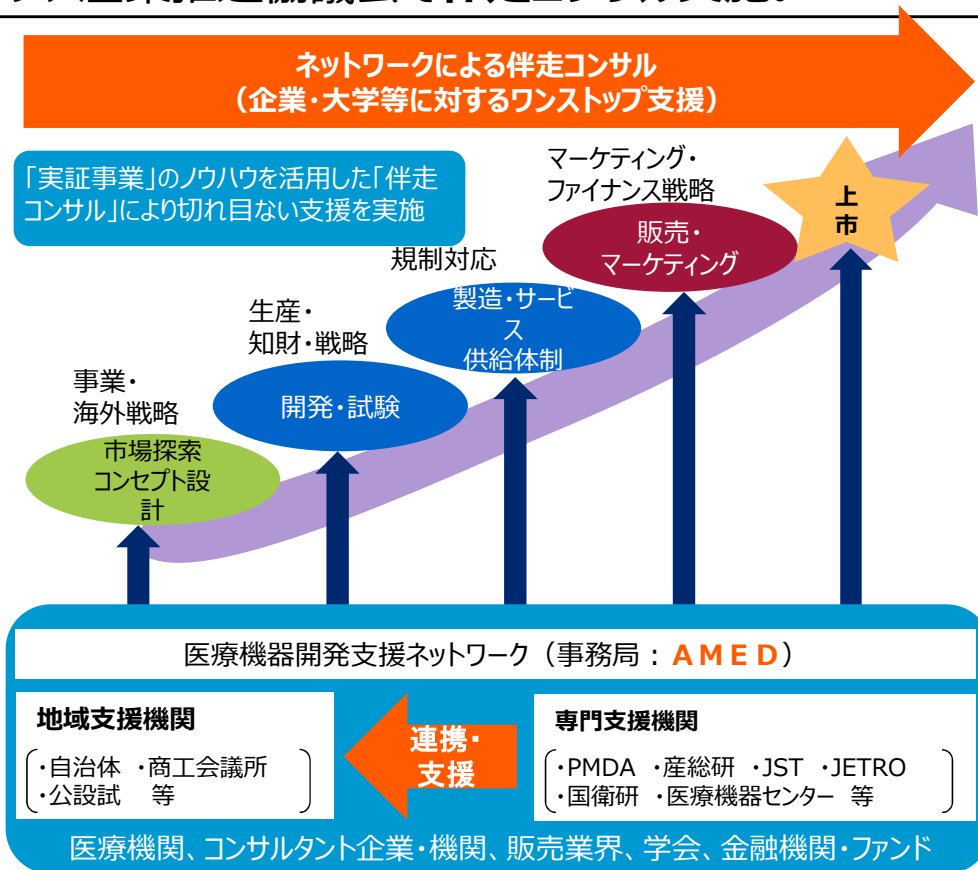 ネットワークによる伴走コンサル
（企業・大学等に対するワンストップ支援）
「実証事業」のノウハウを活用した「伴走
コンサル」により切れ目ない支援を実施
マーケティング・
ファイナンス戦略
上
市
販売・
マーケティング
規制対応
製造・サービ
ス
供給体制
生産・
知財・戦略
開発・試験
事業・
海外戦略
市場探索
コンセプト設
計
医療機器開発支援ネットワーク（事務局：ＡＭＥＤ）
地域支援機関
・自治体　・商工会議所
・公設試　等
連携・
支援
専門支援機関
・PMDA　・産総研　・JST　・JETRO
・国衛研　・医療機器センター　等
医療機関、コンサルタント企業・機関、販売業界、学会、金融機関・ファンド